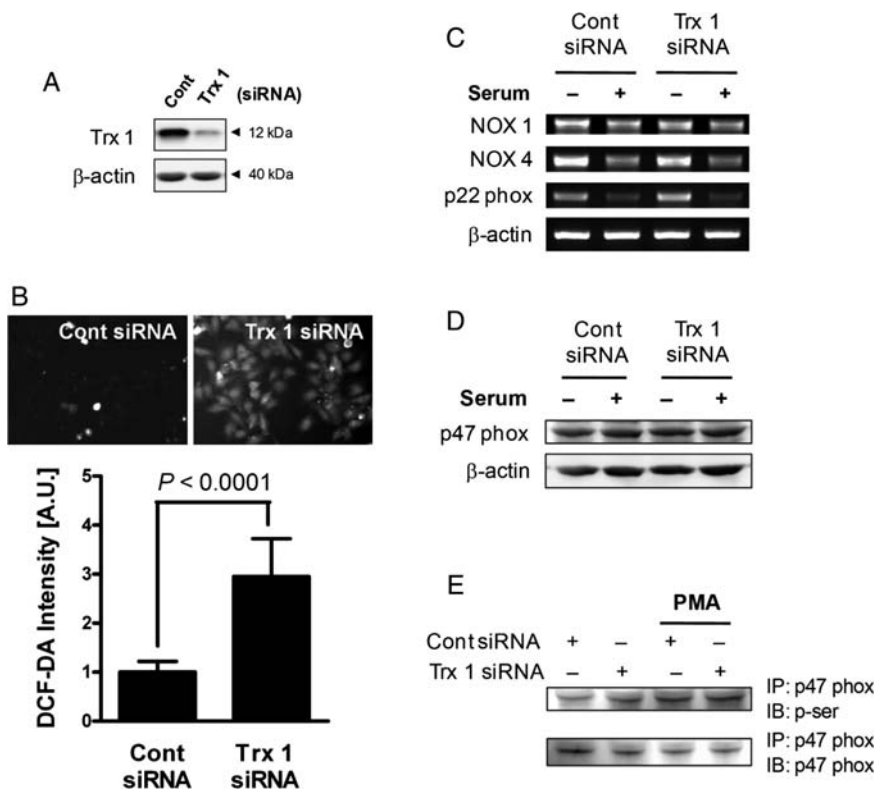 A
Cont
Trx 1
(siRNA)
Trx 1
◄ 12 kDa
β-actin
◄ 40 kDa
B
Cont siRNA
Trx 1 siRNA
DCF-DA Intensity [A.U.]
5
4
3
2
1
0
P < 0.0001
Cont
siRNA
Trx 1
siRNA
C
Cont
siRNA
Trx 1
siRNA
Serum – + – +
NOX 1
NOX 4
p22 phox
β-actin
D
Cont
siRNA
Trx 1
siRNA
Serum – + – +
p47 phox
β-actin
E
PMA
Cont siRNA + – + –
Trx 1 siRNA – + – +
IP: p47 phox
IB: p-ser
IP: p47 phox
IB: p47 phox